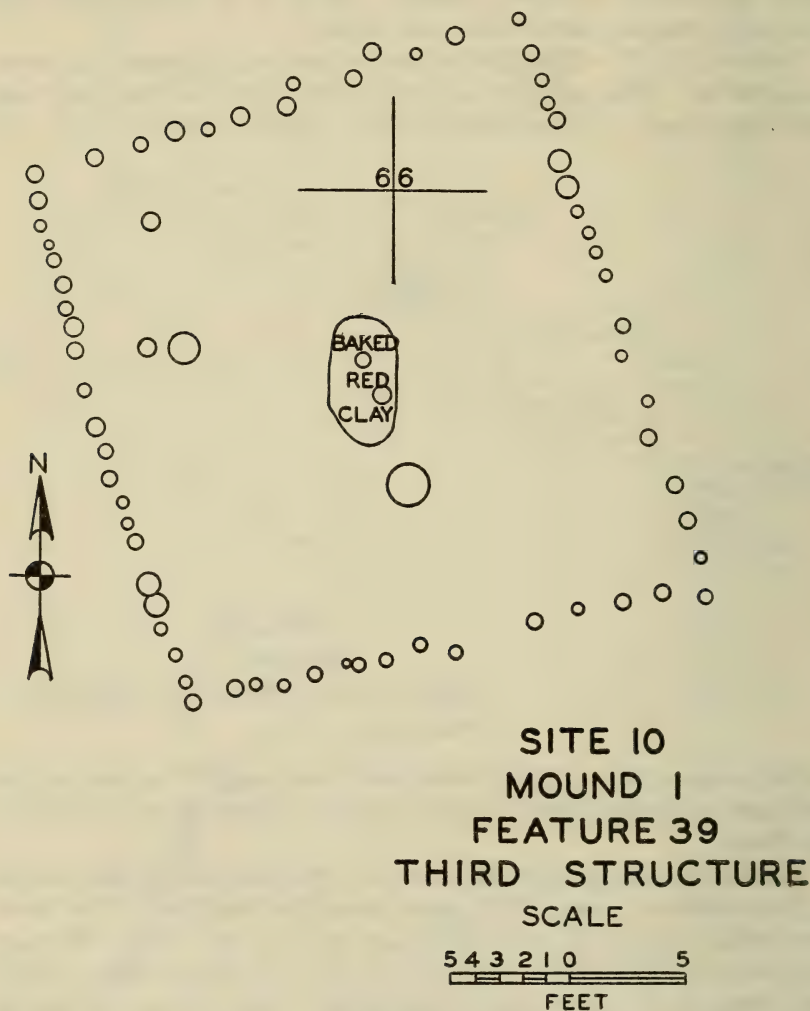 66
BAKED
RED
CLAY
N
SITE 10
MOUND 1
FEATURE 39
THIRD STRUCTURE
SCALE
5 4 3 2 1 0 5
FEET